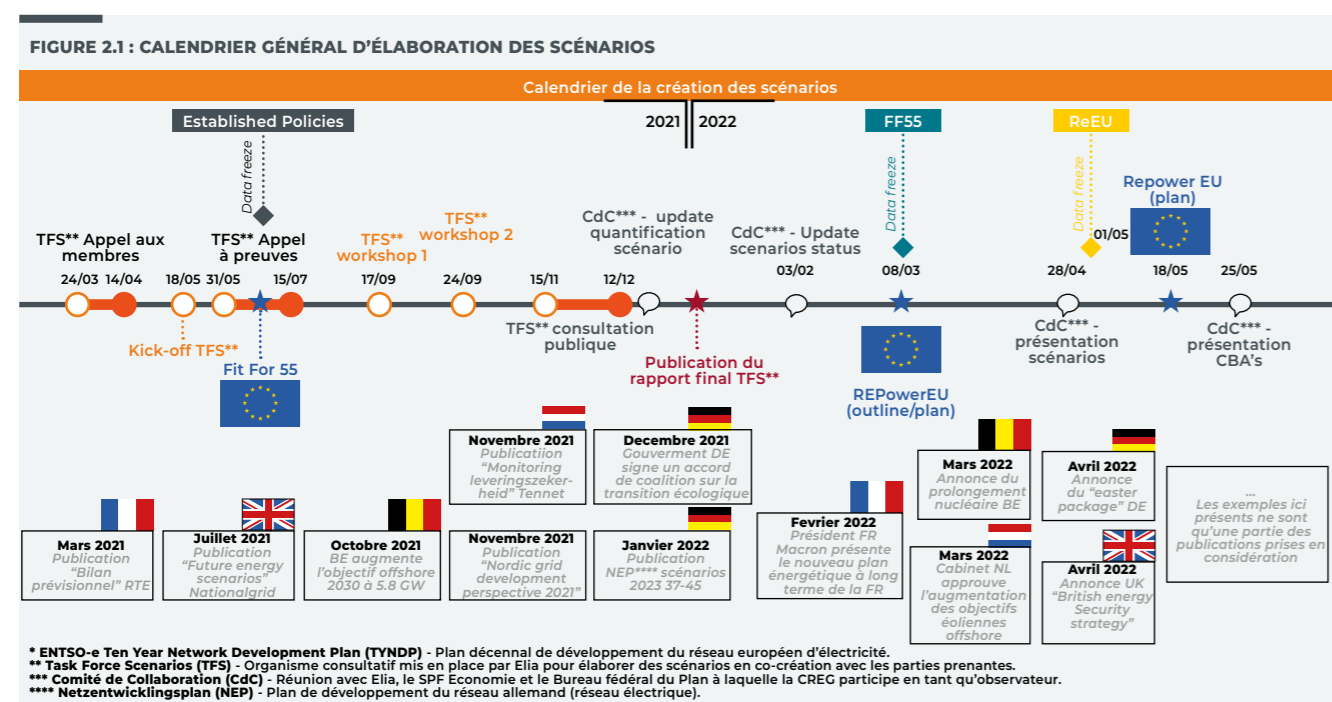 FIGURE 2.1 : CALENDRIER GÉNÉRAL D'ÉLABORATION DES SCÉNARIOS
Calendrier de la création des scénarios
2021 2022
Established Policies
FF55
ReEU
Data freeze
Data freeze
Data freeze
Repower EU
(plan)
TFS** Appel aux
membres
TFS** Appel
à preuves
TFS**
workshop 1
TFS**
workshop 2
CdC*** - update
quantification
scénario
CdC*** - Update
scenarios status
01/05
24/03 14/04 18/05 31/05 15/07 17/09 24/09 15/11 12/12 03/02 08/03 28/04 18/05 25/05
Kick-off TFS**
Fit For 55
TFS** consultation
publique
Publication du
rapport final TFS**
REPowerEU
(outline/plan)
CdC*** -
présentation
scénarios
CdC*** -
présentation
CBA's
Mars 2021
Publication
"Bilan
prévisionnel" RTE
Juillet 2021
Publication
"Future energy
scenarios"
Nationalgrid
Octobre 2021
BE augmente
l'objectif offshore
2030 à 5.8 GW
Novembre 2021
Publicatiion
"Monitoring
leveringszeker-
heid" Tennet
Novembre 2021
Publication
"Nordic grid
development
perspective 2021"
Decembre 2021
Gouverment DE
signe un accord
de coalition sur la
transition écologique
Janvier 2022
Publication
NEP**** scénarios
2023 37-45
Fevrier 2022
Président FR
Macron présente
le nouveau plan
énergétique à long
terme de la FR
Mars 2022
Annonce du
prolongement
nucléaire BE
Mars 2022
Cabinet NL
approuve
l'augmentation
des objectifs
éoliennes
offshore
Avril 2022
Annonce
du "easter
package" DE
Avril 2022
Annonce UK
"British energy
Security
strategy"
...
Les exemples ici
présents ne sont
qu'une partie des
publications prises en
considération
* ENTSO-e Ten Year Network Development Plan (TYNDP) - Plan décennal de développement du réseau européen d'électricité.
** Task Force Scenarios (TFS) - Organisme consultatif mis en place par Elia pour élaborer des scénarios en co-création avec les parties prenantes.
*** Comité de Collaboration (CdC) - Réunion avec Elia, le SPF Economie et le Bureau fédéral du Plan à laquelle la CREG participe en tant qu'observateur.
**** Netzentwicklingsplan (NEP) - Plan de développement du réseau allemand (réseau électrique).